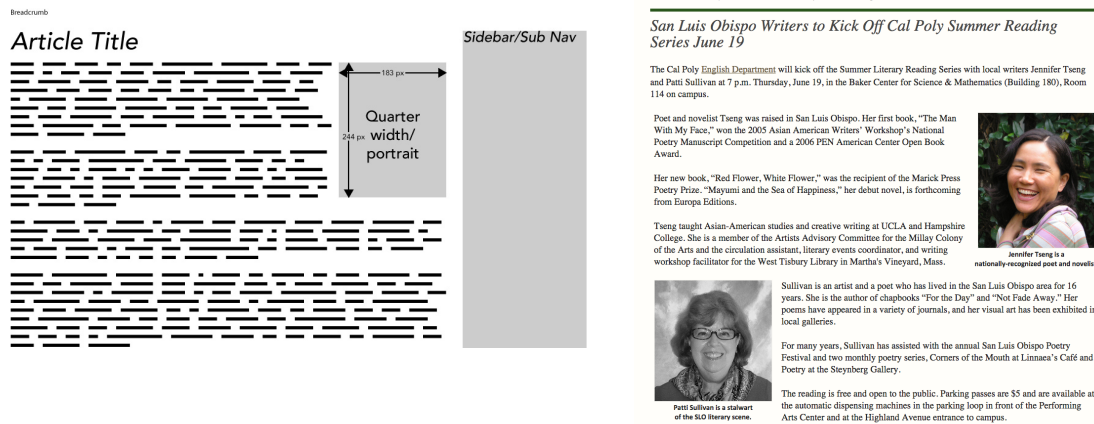 Breadcrumb
Article Title
Sidebar/Sub Nav
183 px
244 px
Quarter
width/
portrait
San Luis Obispo Writers to Kick Off Cal Poly Summer Reading
Series June 19
The Cal Poly English Department will kick off the Summer Literary Reading Series with local writers Jennifer Tseng
and Patti Sullivan at 7 p.m. Thursday, June 19, in the Baker Center for Science & Mathematics (Building 180), Room
114 on campus.
Poet and novelist Tseng was raised in San Luis Obispo. Her first book, “The Man
With My Face,” won the 2005 Asian American Writers’ Workshop’s National
Poetry Manuscript Competition and a 2006 PEN American Center Open Book
Award.
Her new book, “Red Flower, White Flower,” was the recipient of the Marick Press
Poetry Prize. “Mayumi and the Sea of Happiness,” her debut novel, is forthcoming
from Europa Editions.
Tseng taught Asian-American studies and creative writing at UCLA and Hampshire
College. She is a member of the Artists Advisory Committee for the Millay Colony
of the Arts and the circulation assistant, literary events coordinator, and writing
workshop facilitator for the West Tisbury Library in Martha's Vineyard, Mass.
Jennifer Tseng is a
nationally-recognized poet and novelis
Sullivan is an artist and a poet who has lived in the San Luis Obispo area for 16
years. She is the author of chapbooks “For the Day” and “Not Fade Away.” Her
poems have appeared in a variety of journals, and her visual art has been exhibited in
local galleries.
For many years, Sullivan has assisted with the annual San Luis Obispo Poetry
Festival and two monthly poetry series, Corners of the Mouth at Linnaea’s Café and
Poetry at the Steynberg Gallery.
The reading is free and open to the public. Parking passes are $5 and are available at
the automatic dispensing machines in the parking loop in front of the Performing
Arts Center and at the Highland Avenue entrance to campus.
Patti Sullivan is a stalwart
of the SLO literary scene.